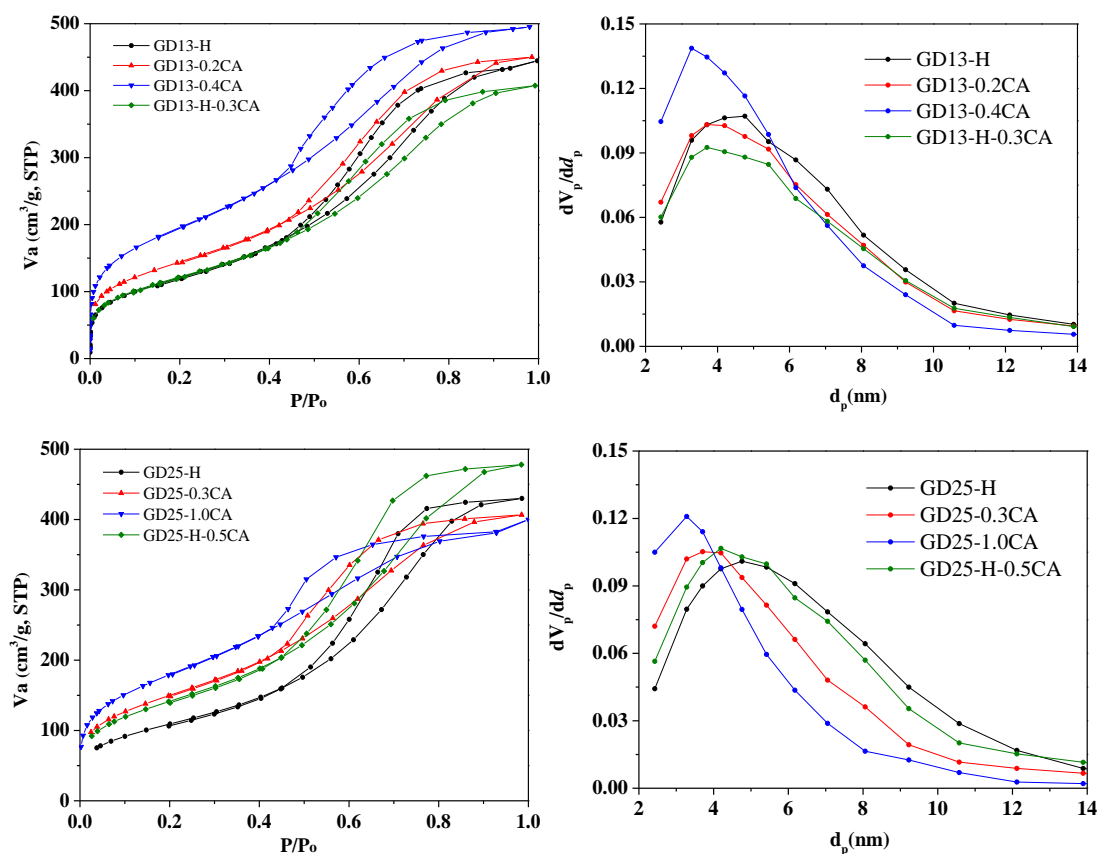 500
400
300
200
100
0
Va (cm³/g, STP)
GD13-H
GD13-0.2CA
GD13-0.4CA
GD13-H-0.3CA
0.0 0.2 0.4 0.6 0.8 1.0
P/Po
0.15
0.12
0.09
0.06
0.03
0.00
dVp/ddp
GD13-H
GD13-0.2CA
GD13-0.4CA
GD13-H-0.3CA
2 4 6 8 10 12 14
dp(nm)
500
400
300
200
100
0
Va (cm³/g, STP)
GD25-H
GD25-0.3CA
GD25-1.0CA
GD25-H-0.5CA
0.0 0.2 0.4 0.6 0.8 1.0
P/Po
0.15
0.12
0.09
0.06
0.03
0.00
dVp/ddp
GD25-H
GD25-0.3CA
GD25-1.0CA
GD25-H-0.5CA
2 4 6 8 10 12 14
dp(nm)